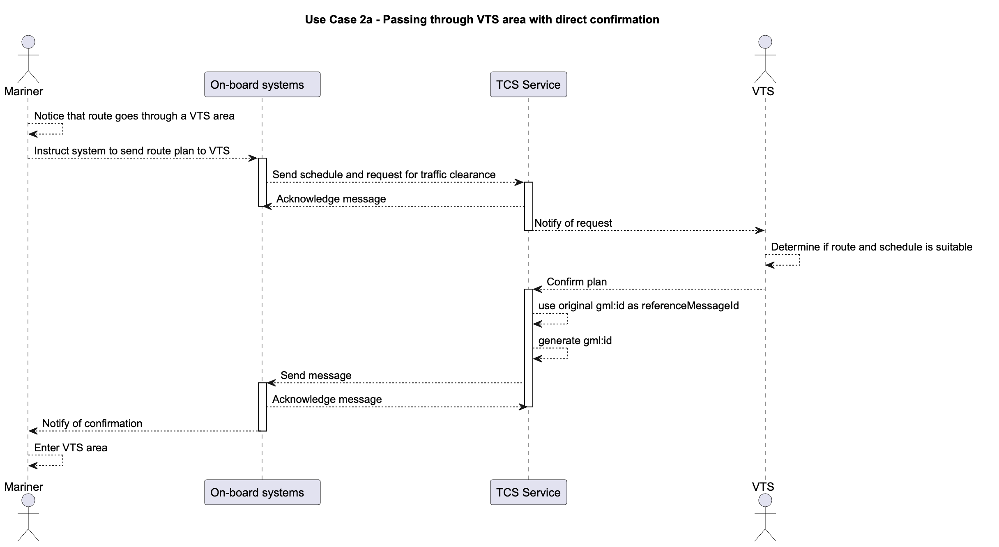 Use Case 2a - Passing through VTS area with direct confirmation
Mariner
On-board systems
TCS Service
VTS
Notice that route goes through a VTS area
Instruct system to send route plan to VTS
Send schedule and request for traffic clearance
Acknowledge message
Notify of request
Determine if route and schedule is suitable
Confirm plan
use original gml:id as referenceMessageId
generate gml:id
Send message
Acknowledge message
Notify of confirmation
Enter VTS area
Mariner
On-board systems
TCS Service
VTS